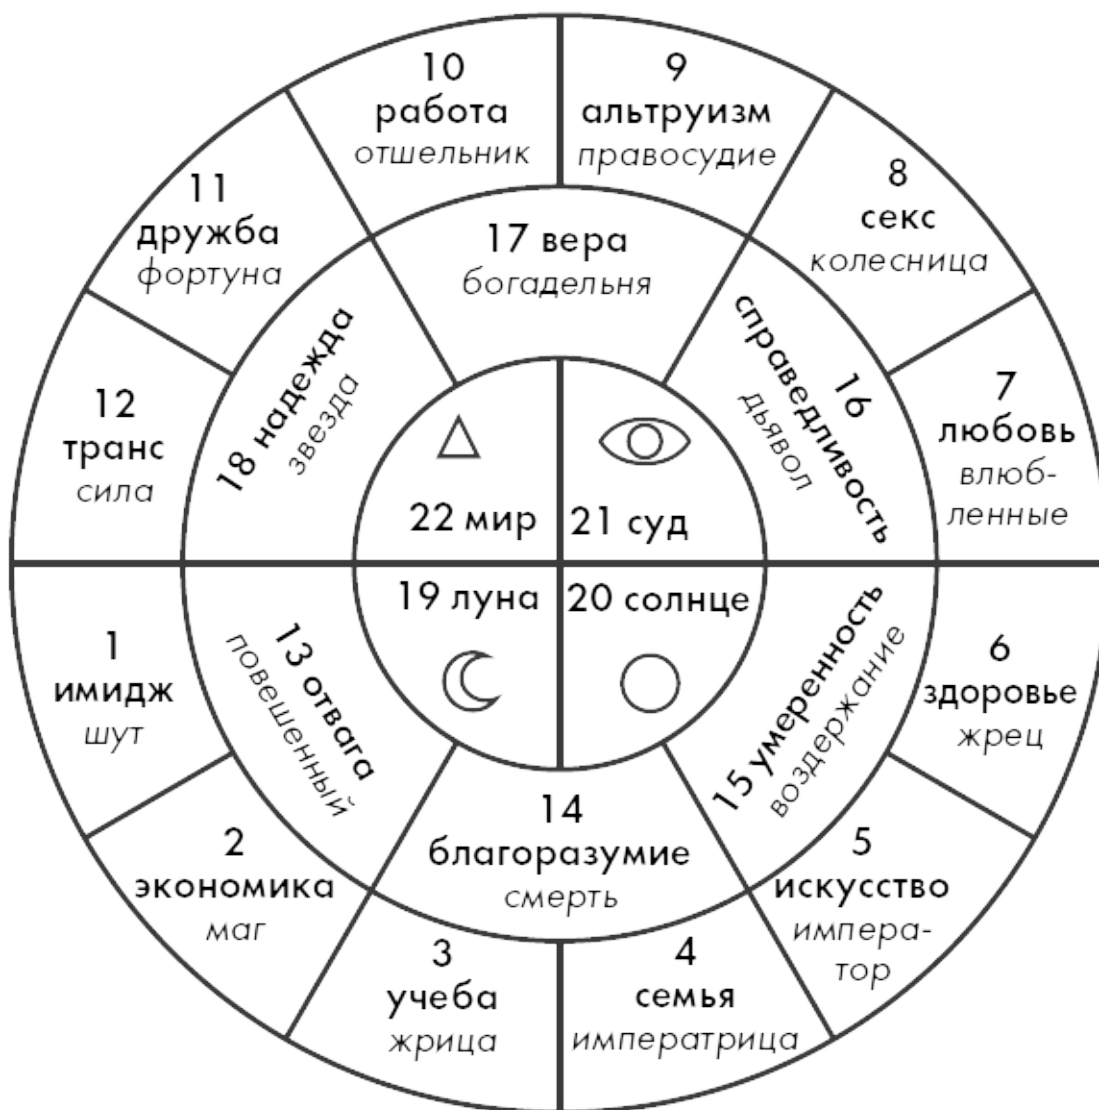 10
работа
отшельник
9
альтруизм
правосудие
11
дружба
фортуна
8
секс
колесница
17 вера
богадельня
12
транс
сила
18 надежда
звезда
16
справедливость
дьявол
7
любовь
влюб-
ленные
22 мир
21 суд
19 луна
20 солнце
1
имидж
шут
13 отвага
повешенный
15 умеренность
воздержание
6
здоровье
жрец
2
экономика
маг
14
благоразумие
смерть
5
искусство
импера-
тор
3
учеба
жрица
4
семья
императрица